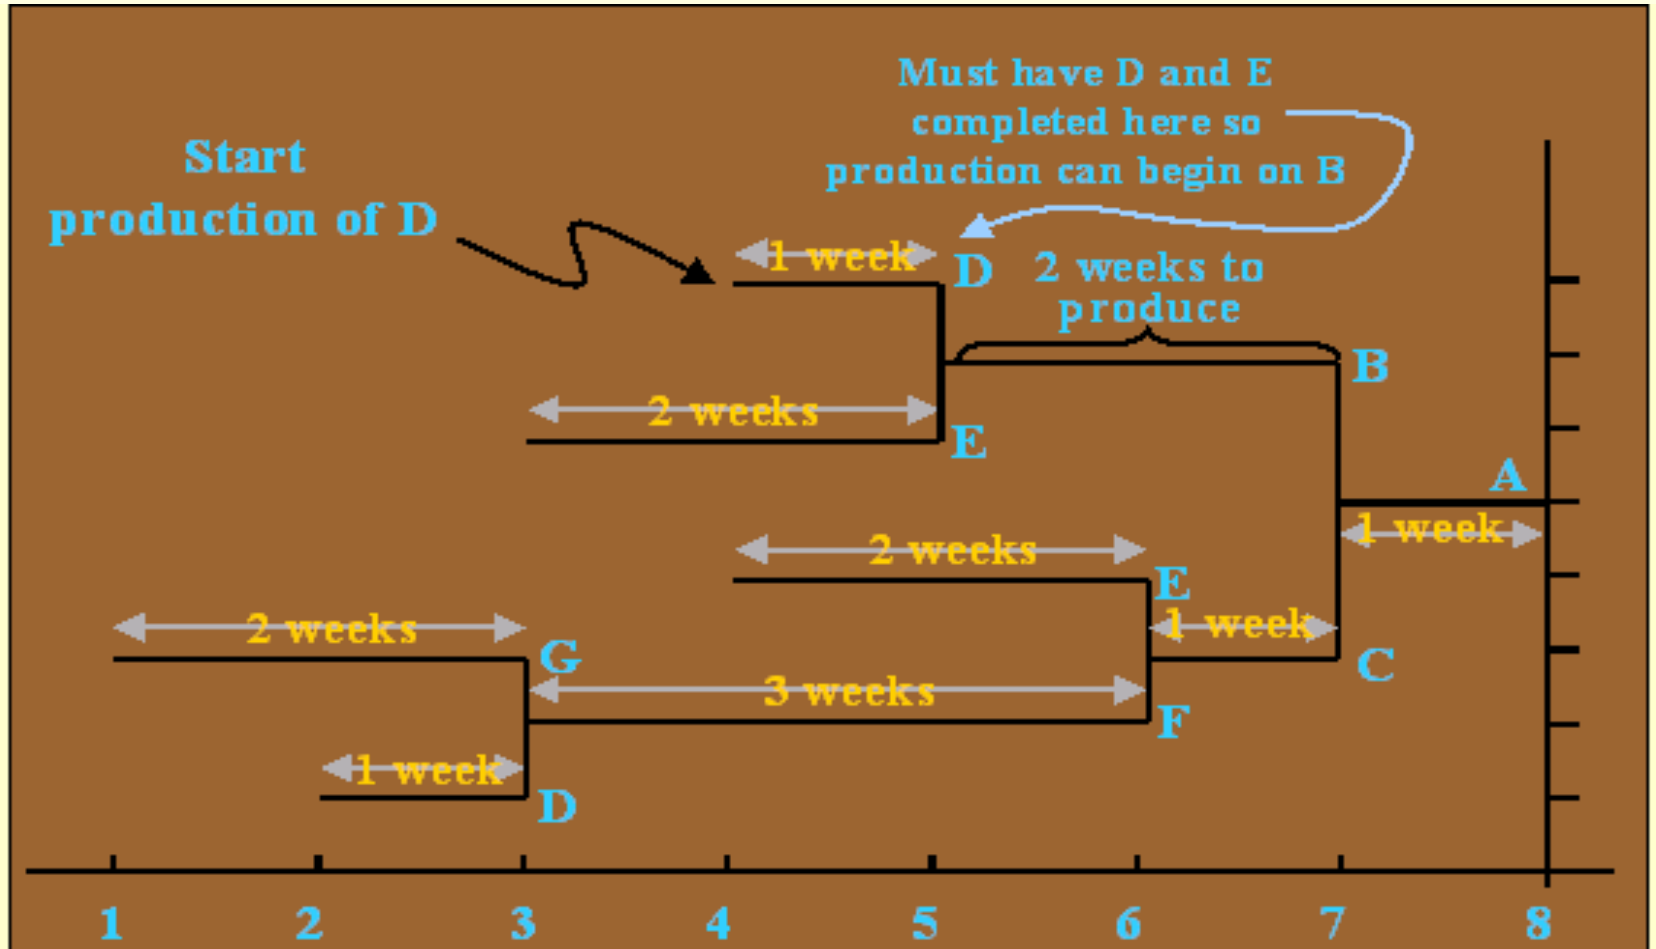 Must have D and E
completed here so
production can begin on B
Start
production of D
1 week
D
2 weeks to
produce
B
2 weeks
E
A
1 week
2 weeks
E
1 week
2 weeks
G
C
3 weeks
F
1 week
D
1 2 3 4 5 6 7 8